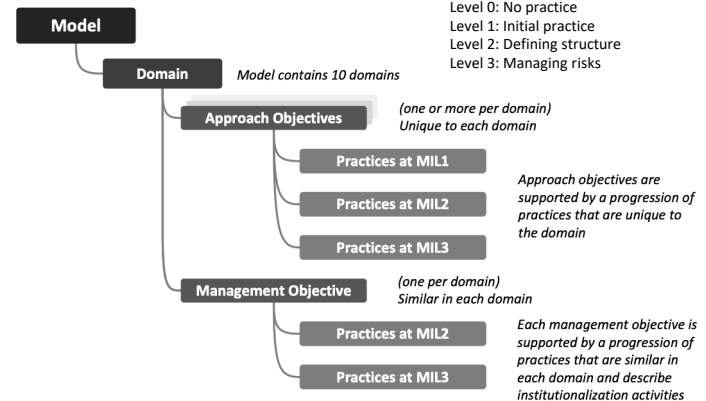 Level 0: No practice
Level 1: Initial practice
Level 2: Defining structure
Level 3: Managing risks
Model
Domain
Model contains 10 domains
Approach Objectives
(one or more per domain)
Unique to each domain
Practices at MIL1
Practices at MIL2
Practices at MIL3
Approach objectives are
supported by a progression of
practices that are unique to
the domain
Management Objective
(one per domain)
Similar in each domain
Practices at MIL2
Practices at MIL3
Each management objective is
supported by a progression of
practices that are similar in
each domain and describe
institutionalization activities